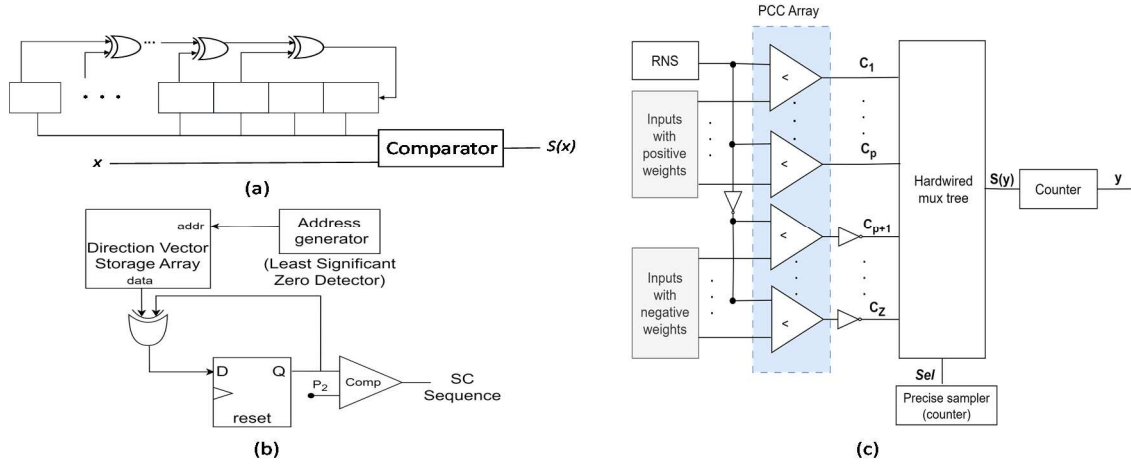 x
Comparator
S(x)
(a)
addr
Direction Vector
Storage Array
data
Address
generator
(Least Significant
Zero Detector)
D
Q
reset
P2
Comp
SC
Sequence
(b)
PCC Array
RNS
Inputs
with
positive
weights
Inputs
with
negative
weights
<
<
<
<
C1
Cp
Cp+1
CZ
Hardwired
mux tree
S(y)
Counter
y
Sel
Precise sampler
(counter)
(c)